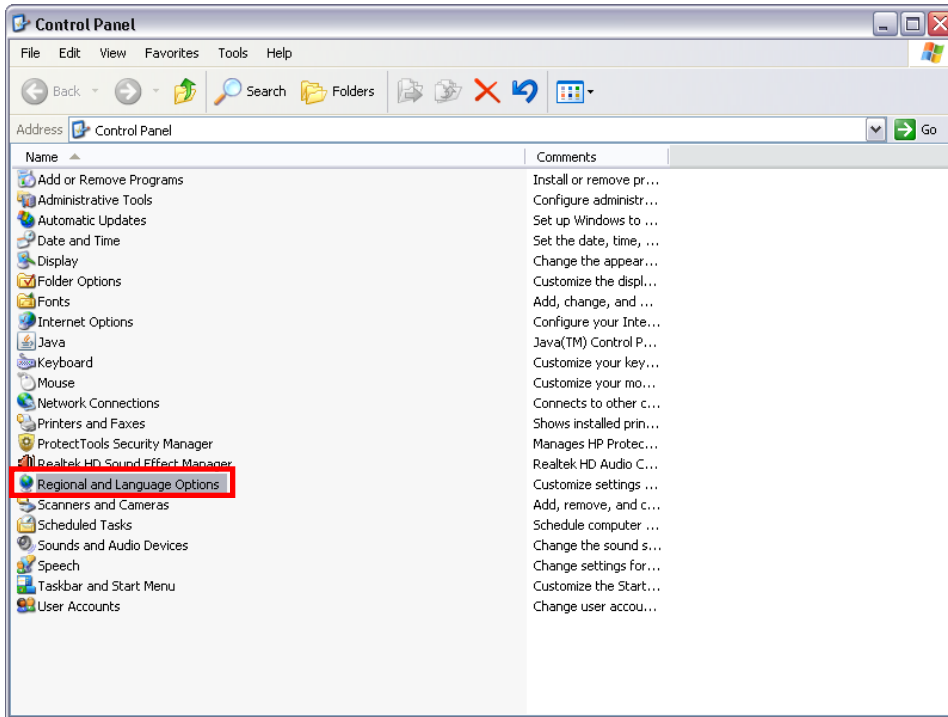 Control Panel
File Edit View Favorites Tools Help
Back Search Folders
Address Control Panel Go
Name Comments
Add or Remove Programs Install or remove pr...
Administrative Tools Configure administr...
Automatic Updates Set up Windows to ...
Date and Time Set the date, time, ...
Display Change the appear...
Folder Options Customize the displ...
Fonts Add, change, and ...
Internet Options Configure your Inte...
Java Java(TM) Control P...
Keyboard Customize your key...
Mouse Customize your mo...
Network Connections Connects to other c...
Printers and Faxes Shows installed prin...
ProtectTools Security Manager Manages HP Protec...
Realtek HD Sound Effect Manager Realtek HD Audio C...
Regional and Language Options Customize settings ...
Scanners and Cameras Add, remove, and c...
Scheduled Tasks Schedule computer ...
Sounds and Audio Devices Change the sound s...
Speech Change settings for...
Taskbar and Start Menu Customize the Start...
User Accounts Change user accou...